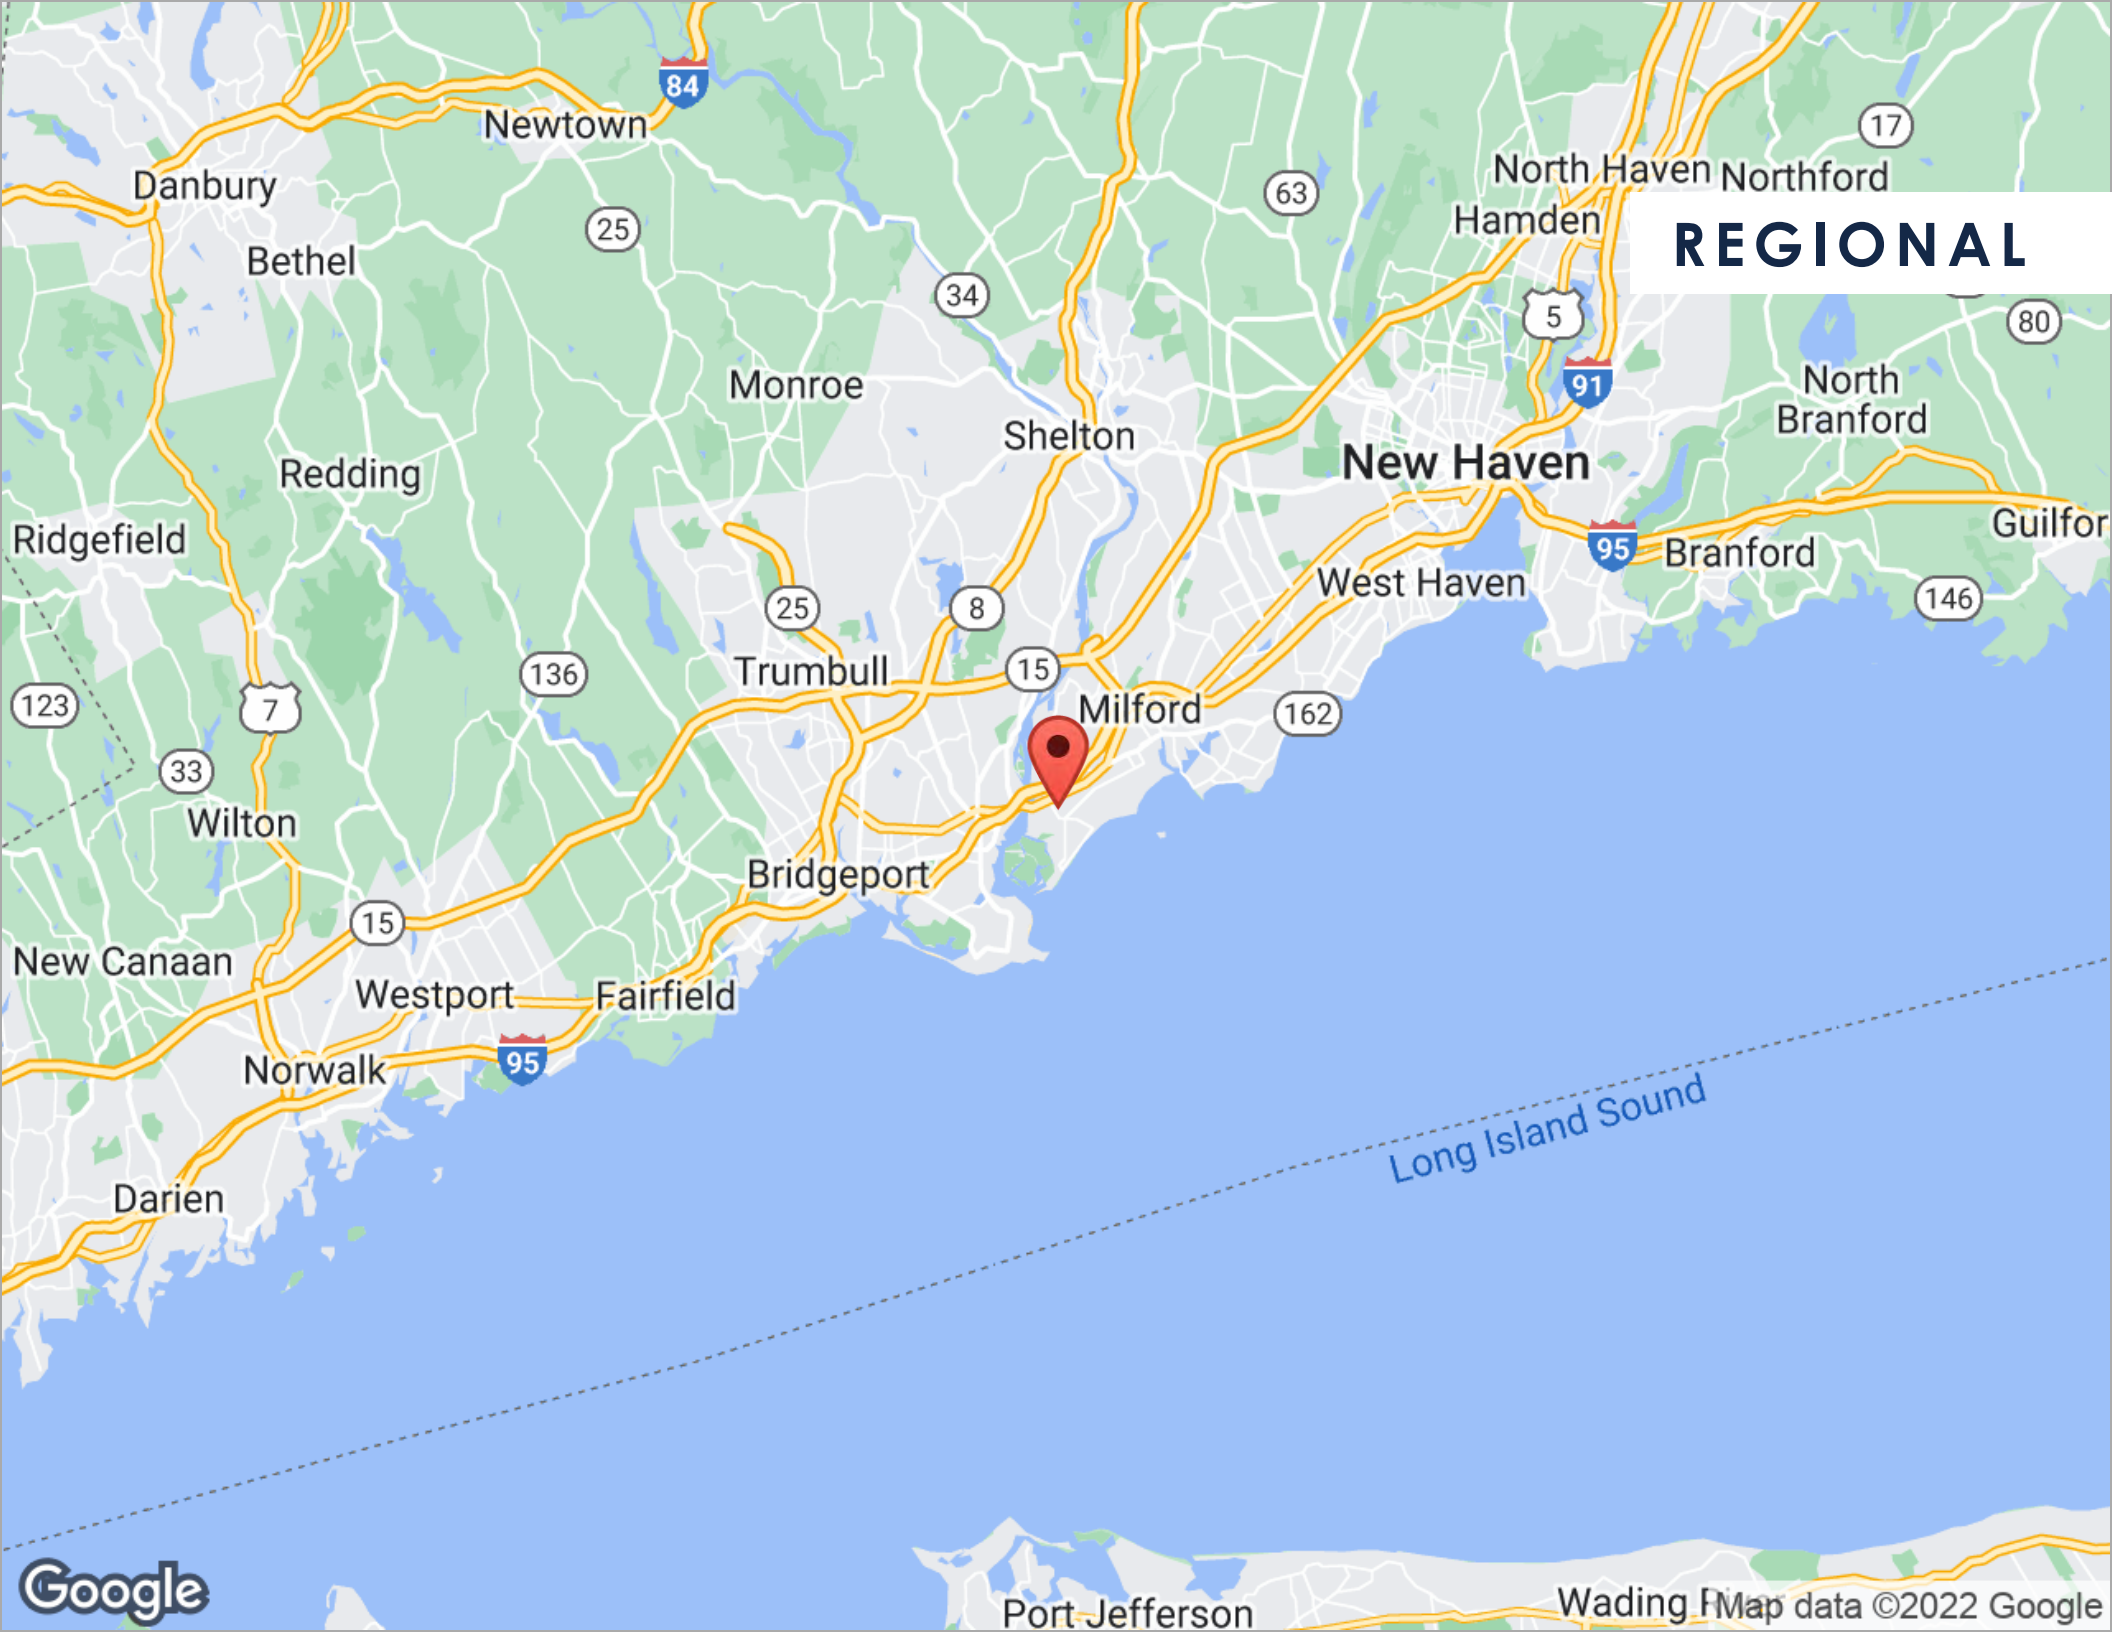 84
Newtown
17
North Haven
Northford
Danbury
63
Hamden
25
REGIONAL
Bethel
34
5
80
Monroe
91
North
Branford
Shelton
New Haven
Redding
Guilfor
Ridgefield
95
Branford
West Haven
146
25
8
Trumbull
15
136
123
7
Milford
162
33
Wilton
Bridgeport
15
New Canaan
Westport
Fairfield
95
Norwalk
Long Island Sound
Darien
Google
Port Jefferson
Wading River
Map data ©2022 Google